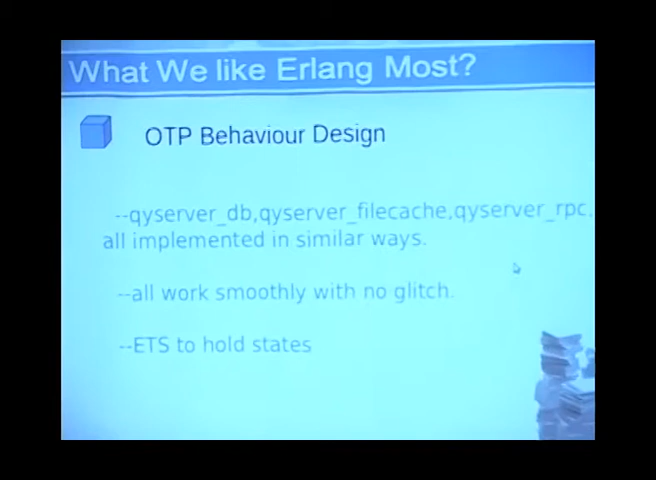 What We like Erlang Most?
OTP Behaviour Design
--qyserver_db,qyserver_filecache,qyserver_rpc,
all implemented in similar ways.
--all work smoothly with no glitch.
--ETS to hold states